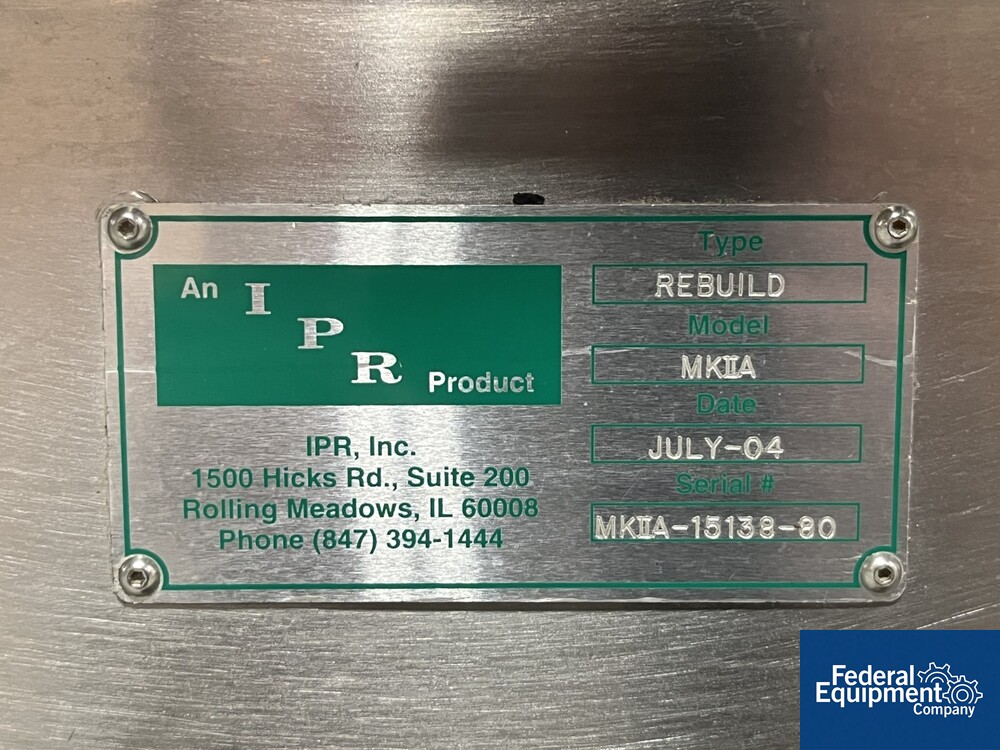 An I
P
R Product
IPR, Inc.
1500 Hicks Rd., Suite 200
Rolling Meadows, IL 60008
Phone (847) 394-1444
Type
REBUILD
Model
MKIIA
Date
JULY-04
Serial #
MKIIA-15138-80
Federal
Equipment
Company